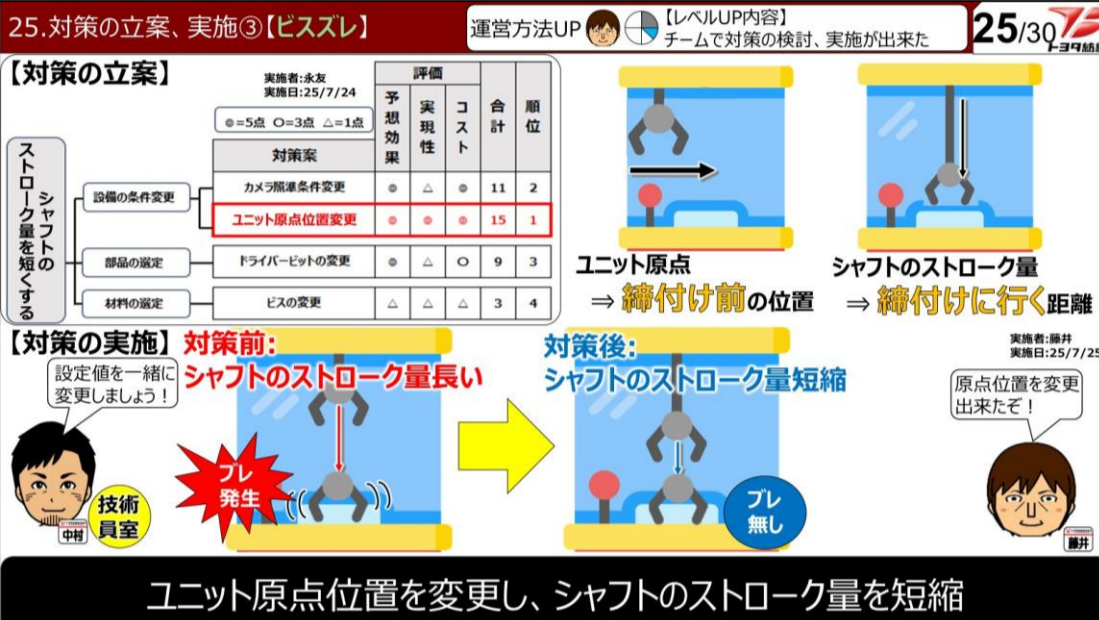 25.対策の立案、実施③【ビスズレ】
運営方法UP
【レベルUP内容】
チームで対策の検討、実施が出来た
25/30
トヨタ紡織
【対策の立案】
実施者:永友
実施日:25/7/24
◎=5点 ○=3点 △=1点
評価
対策案 予想効果 実現性 コスト 合計 順位
シャフトの
ストローク量を短くする
設備の条件変更
カメラ照準条件変更 ◎ △ ◎ 11 2
ユニット原点位置変更 ◎ ◎ ◎ 15 1
部品の選定
ドライバービットの変更 ◎ △ ○ 9 3
材料の選定
ビスの変更 △ △ △ 3 4
ユニット原点
⇒ 締付け前の位置
シャフトのストローク量
⇒ 締付けに行く距離
【対策の実施】
実施者:藤井
実施日:25/7/25
対策前:
シャフトのストローク量長い
対策後:
シャフトのストローク量短縮
設定値を一緒に
変更しましょう！
技術
員室
中村
ブレ
発生
ブレ
無し
原点位置を変更
出来たぞ！
藤井
ユニット原点位置を変更し、シャフトのストローク量を短縮